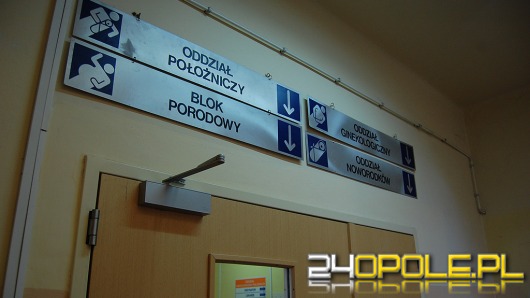 ODDZIAŁ
POŁOŻNICZY
BLOK
PORODOWY
ODDZIAŁ
GINEKOLOGICZNY
ODDZIAŁ
NOWORODKÓW
24OPOLE.PL